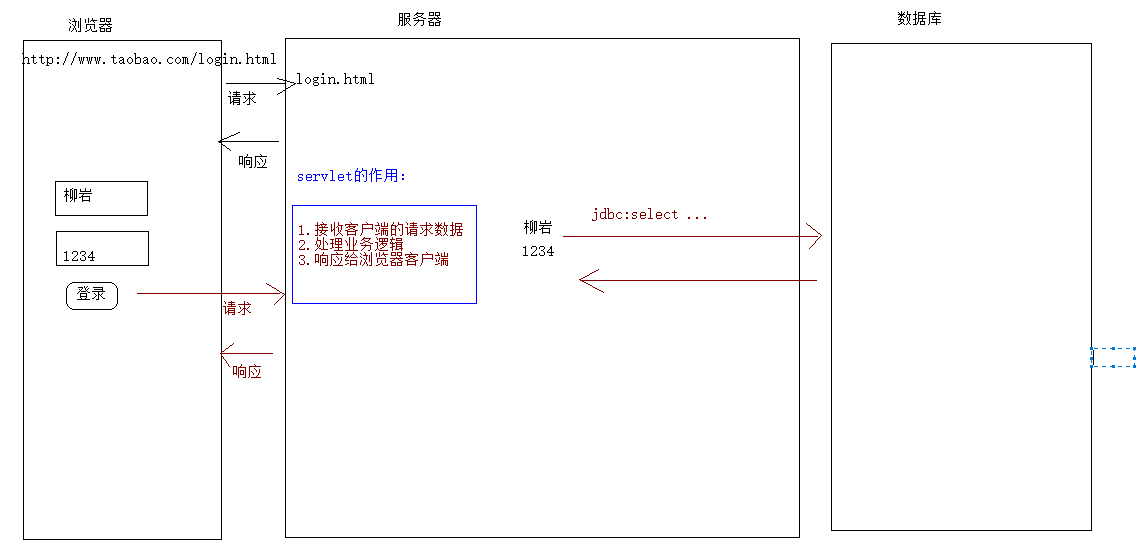 浏览器
服务器
数据库
http://www.taobao.com/login.html
login.html
请求
响应
servlet的作用:
柳岩
1234
登录
1.接收客户端的请求数据
2.处理业务逻辑
3.响应给浏览器客户端
柳岩
1234
jdbc:select ...
请求
响应